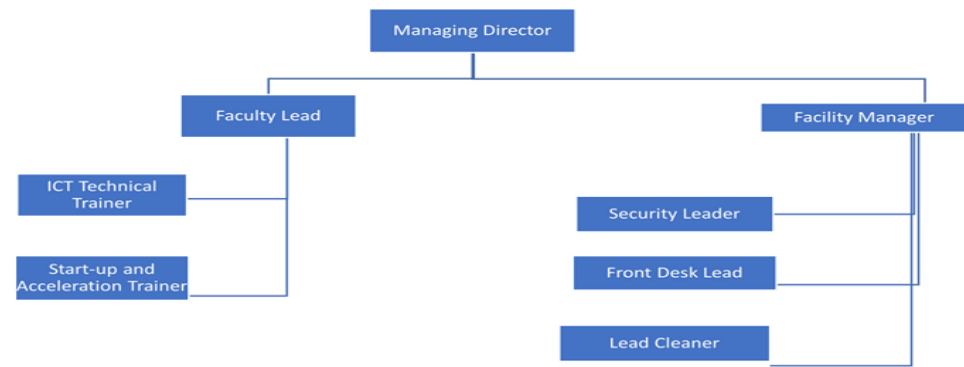 Managing Director
Faculty Lead
Facility Manager
ICT Technical
Trainer
Security Leader
Start-up and
Acceleration Trainer
Front Desk Lead
Lead Cleaner